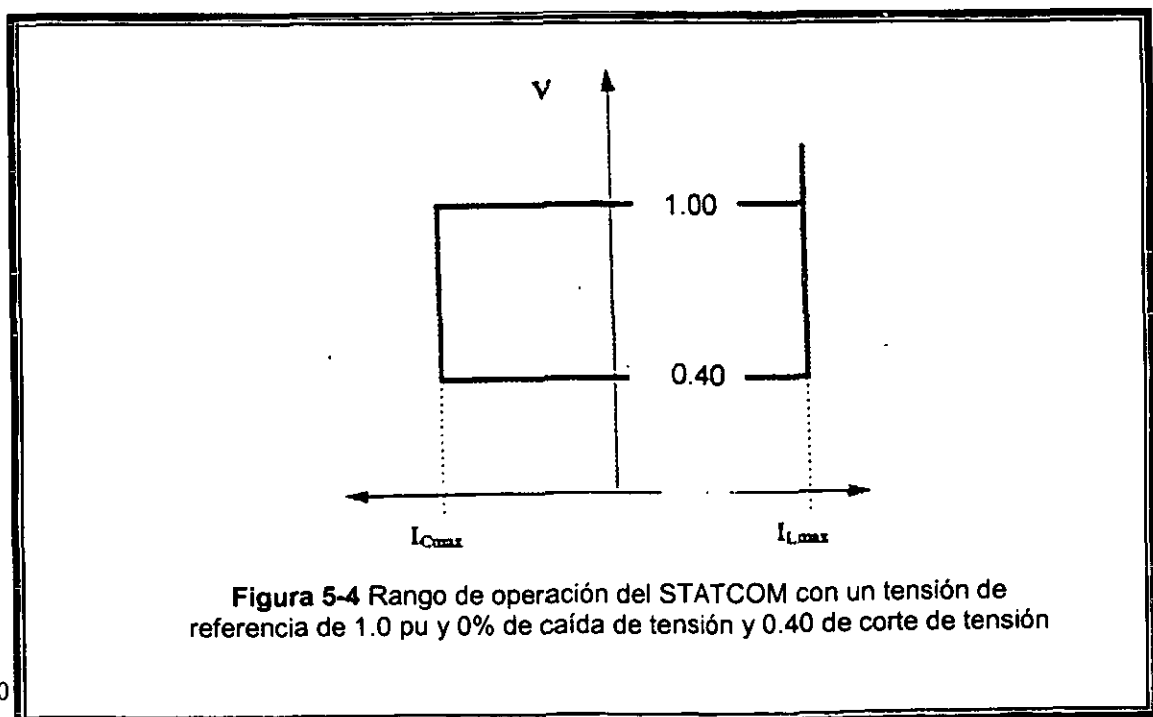 V
1.00
0.40
I_Cmax I_Lmax
Figura 5-4 Rango de operación del STATCOM con un tensión de
referencia de 1.0 pu y 0% de caída de tensión y 0.40 de corte de tensión
0